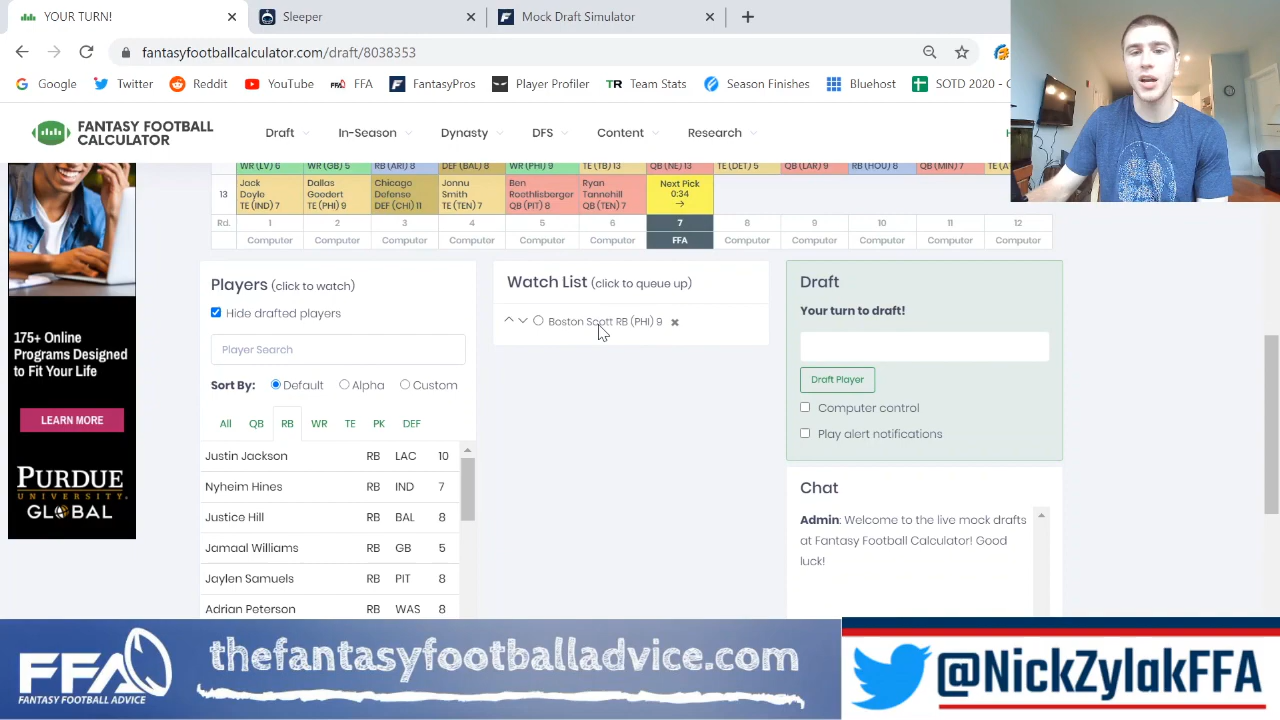 YOUR TURN! × Sleeper × Mock Draft Simulator × +
fantasyfootballcalculator.com/draft/8038353
Google Twitter Reddit YouTube FFA FantasyPros Player Profiler TR Team Stats Season Finishes Bluehost SOTD 2020 -
FANTASY FOOTBALL CALCULATOR
Draft In-Season Dynasty DFS Content Research
WR (LV) 6 WR (GB) 5 RB (ARI) 8 DEF (BAL) 8 WR (PHI) 9 TE (TB) 13 QB (NE) 13 TE (DET) 5 QB (LAR) 9 RB (HOU) 8 QB (MIN) 7
13 Jack Doyle TE (IND) 7 Dallas Goedert TE (PHI) 9 Chicago Defense DEF (CHI) 11 Jonnu Smith TE (TEN) 7 Ben Roethlisberger QB (PIT) 8 Ryan Tannehill QB (TEN) 7 Next Pick 0:34 →
Rd. 1 2 3 4 5 6 7 8 9 10 11 12
Computer Computer Computer Computer Computer Computer FFA Computer Computer Computer Computer Computer
Players (click to watch)
Hide drafted players
Player Search
Sort By: Default Alpha Custom
All QB RB WR TE PK DEF
Justin Jackson RB LAC 10
Nyheim Hines RB IND 7
Justice Hill RB BAL 8
Jamaal Williams RB GB 5
Jaylen Samuels RB PIT 8
Adrian Peterson RB WAS 8
Watch List (click to queue up)
Boston Scott RB (PHI) 9
Draft
Your turn to draft!
Draft Player
Computer control
Play alert notifications
Chat
Admin: Welcome to the live mock drafts
at Fantasy Football Calculator! Good
luck!
175+ Online
Programs Designed
to Fit Your Life
LEARN MORE
PURDUE
UNIVERSITY
GLOBAL
FFA
FANTASY FOOTBALL ADVICE
thefantasyfootballadvice.com
@NickZylakFFA